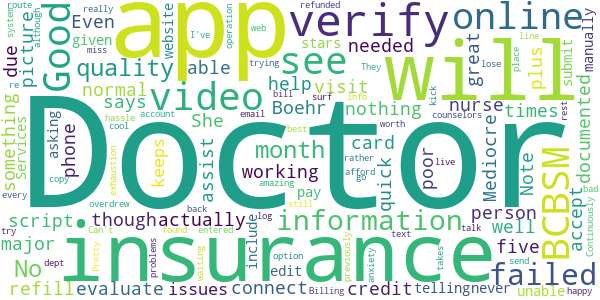 app
Doctor
insurance
will
verify
online
Good
video
see
BCBSM
failed
information
quality
month
working
credit
card
Boehr
nothing
visit
help
nurse
times
plus
great
needed
picture
Even
given
website
able
due
normal
says
She
assist
phone
asking
keeps
something
Services
No
script
though
actually
major
refill
evaluate
issues
connect
include
edit
pay
quick
poor
Mediocre
Note
person
well
five
accept
documented
submit
manually
unable
never
telling
stars
really
although
system
route
miss
trying
They
I've
web
operation
refunded
line
place
lose
re
hassle
cool
account
bill
surf
info
kick
email
worth
rest
counselors
copy
exhaustion
best
rather
live
overdrew
amazing
afford
go
every
Pretty
Can't
still
found
entered
back
log
option
previously
text
talk
try
dept
problems
waiting
Billing
anxiety
takes
send
Continuously
bad
happy